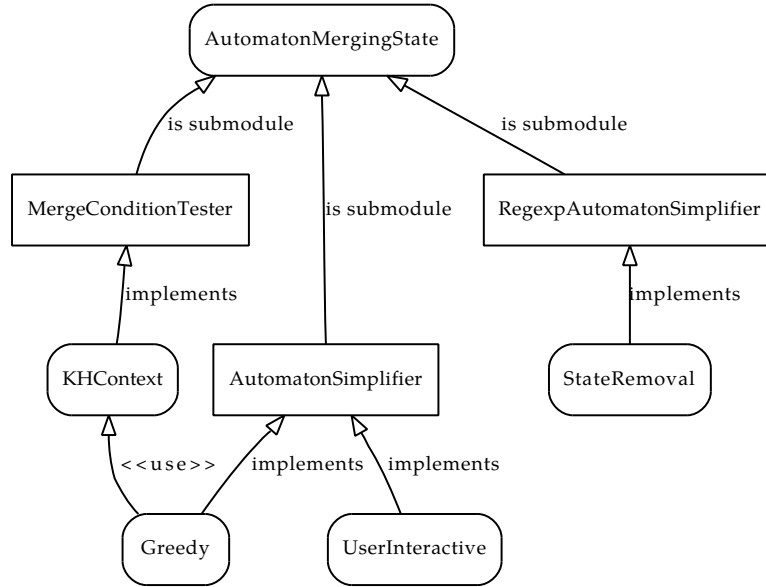 AutomatonMergingState
is submodule
is submodule
MergeConditionTester
RegexpAutomatonSimplifier
is submodule
implements
implements
KHContext
AutomatonSimplifier
StateRemoval
<<use>>
implements
implements
Greedy
UserInteractive